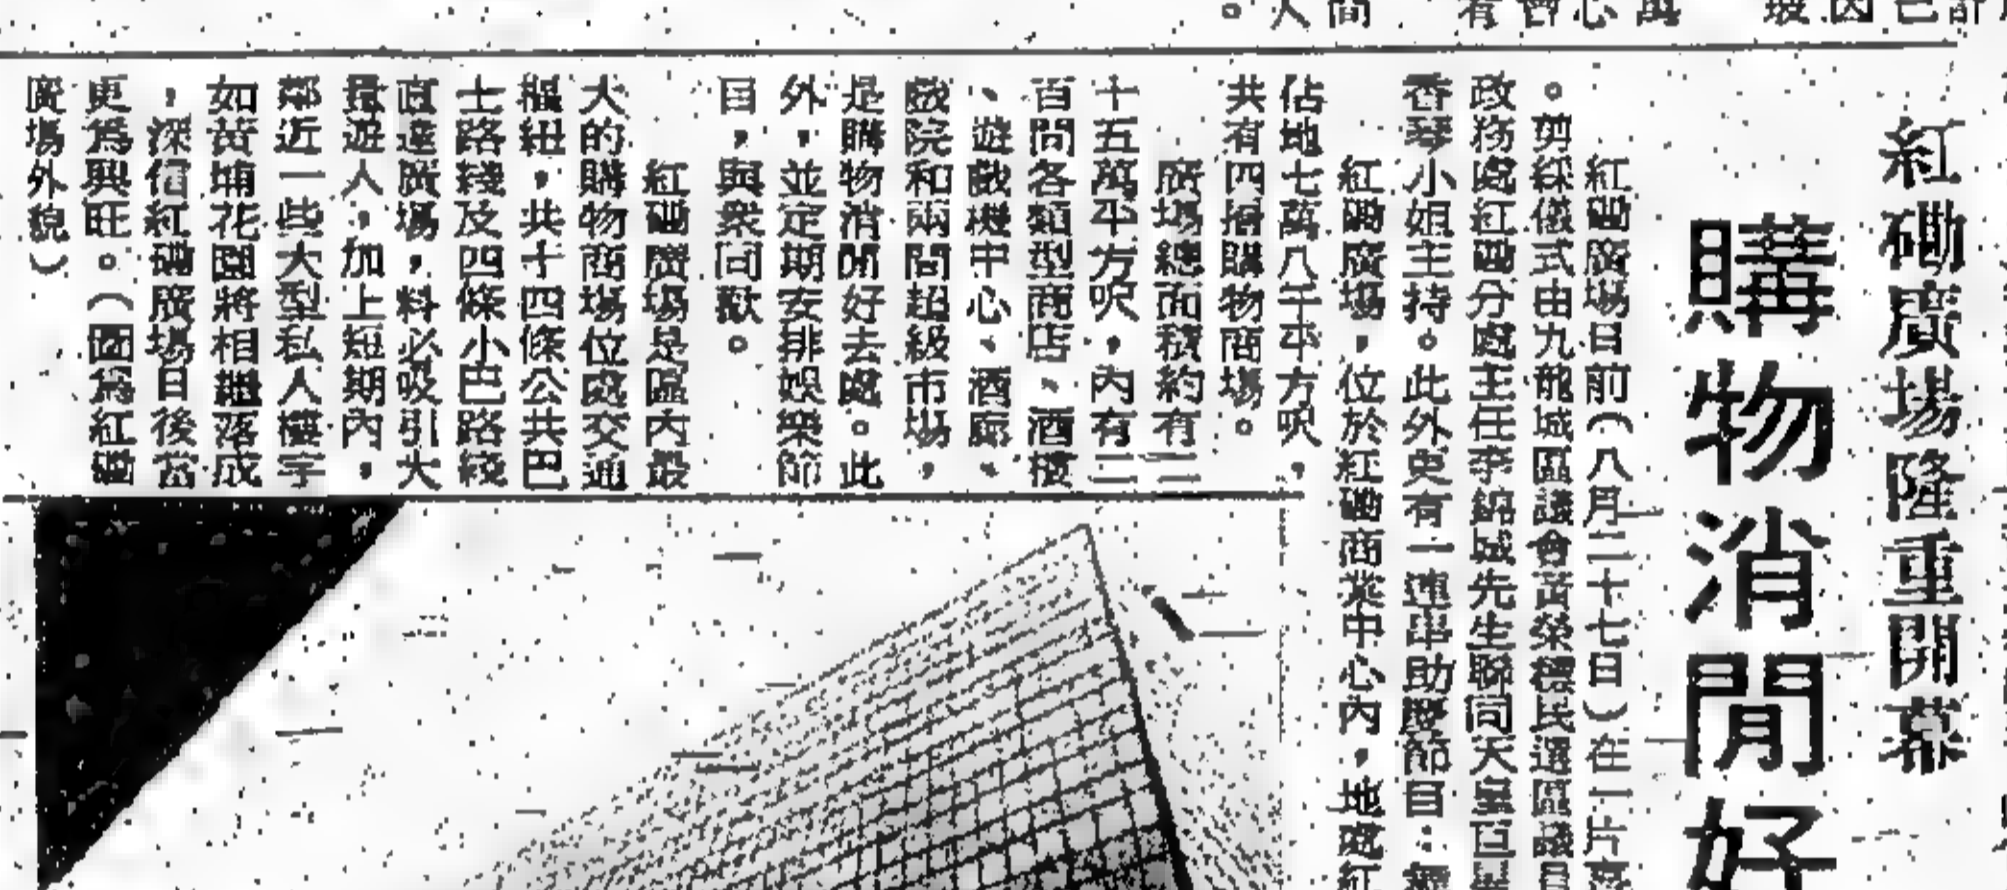 紅磡廣場隆重開幕
購物消閒好
紅磡廣場日前(八月二十七日)在一片
。剪綵儀式由九龍城區議會黃榮標民選區議員
政務處紅磡分處主任李錦城先生聯同天皇巨星
香琴小姐主持。此外更有一連串助慶節目：
紅磡廣場，位於紅磡商業中心內，地處紅
佔地七萬八千平方呎，
共有四層購物商場。
廣場總面積約有二
十五萬平方呎，內有二
百間各類型商店、酒樓
、遊戲機中心、酒廊、
戲院和兩間超級市場，
是購物消閒好去處。此
外，並定期安排娛樂節
目，與衆同歡。
紅磡廣場是區內最
大的購物商場位處交通
樞紐，共十四條公共巴
士路綫及四條小巴路綫
直達廣場，料必吸引大
量遊人，加上短期內，
鄰近一些大型私人樓宇
如黃埔花園將相繼落成
，深信紅磡廣場日後當
更爲興旺。(圖爲紅磡
廣場外貌)